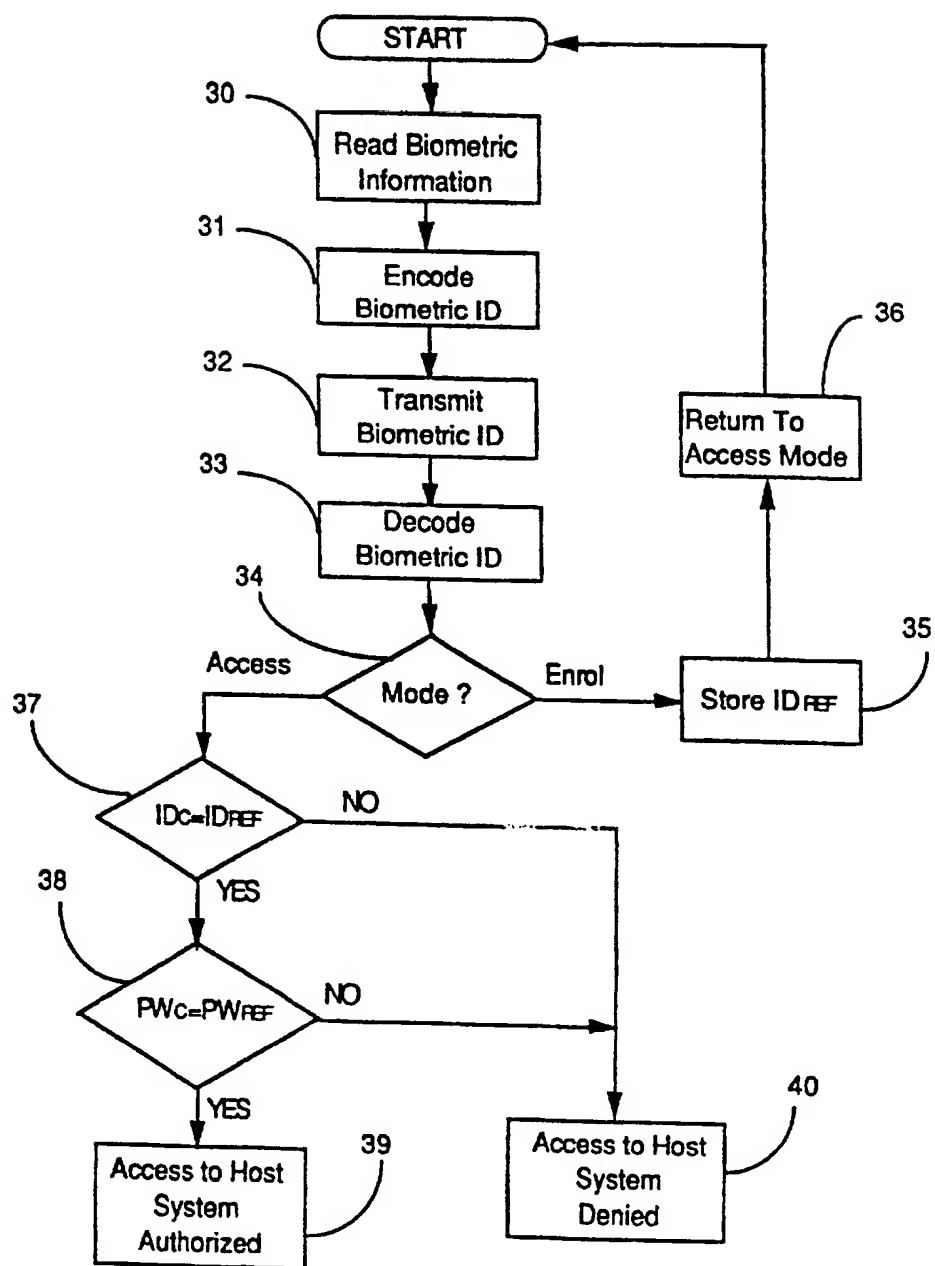 START
30
Read Biometric
Information
31
Encode
Biometric ID
32
Transmit
Biometric ID
33
Decode
Biometric ID
34
Mode ?
Access
Enrol
36
Return To
Access Mode
35
Store IDREF
37
IDC=IDREF
NO
YES
38
PWC=PWREF
NO
YES
39
Access to Host
System
Authorized
40
Access to Host
System
Denied